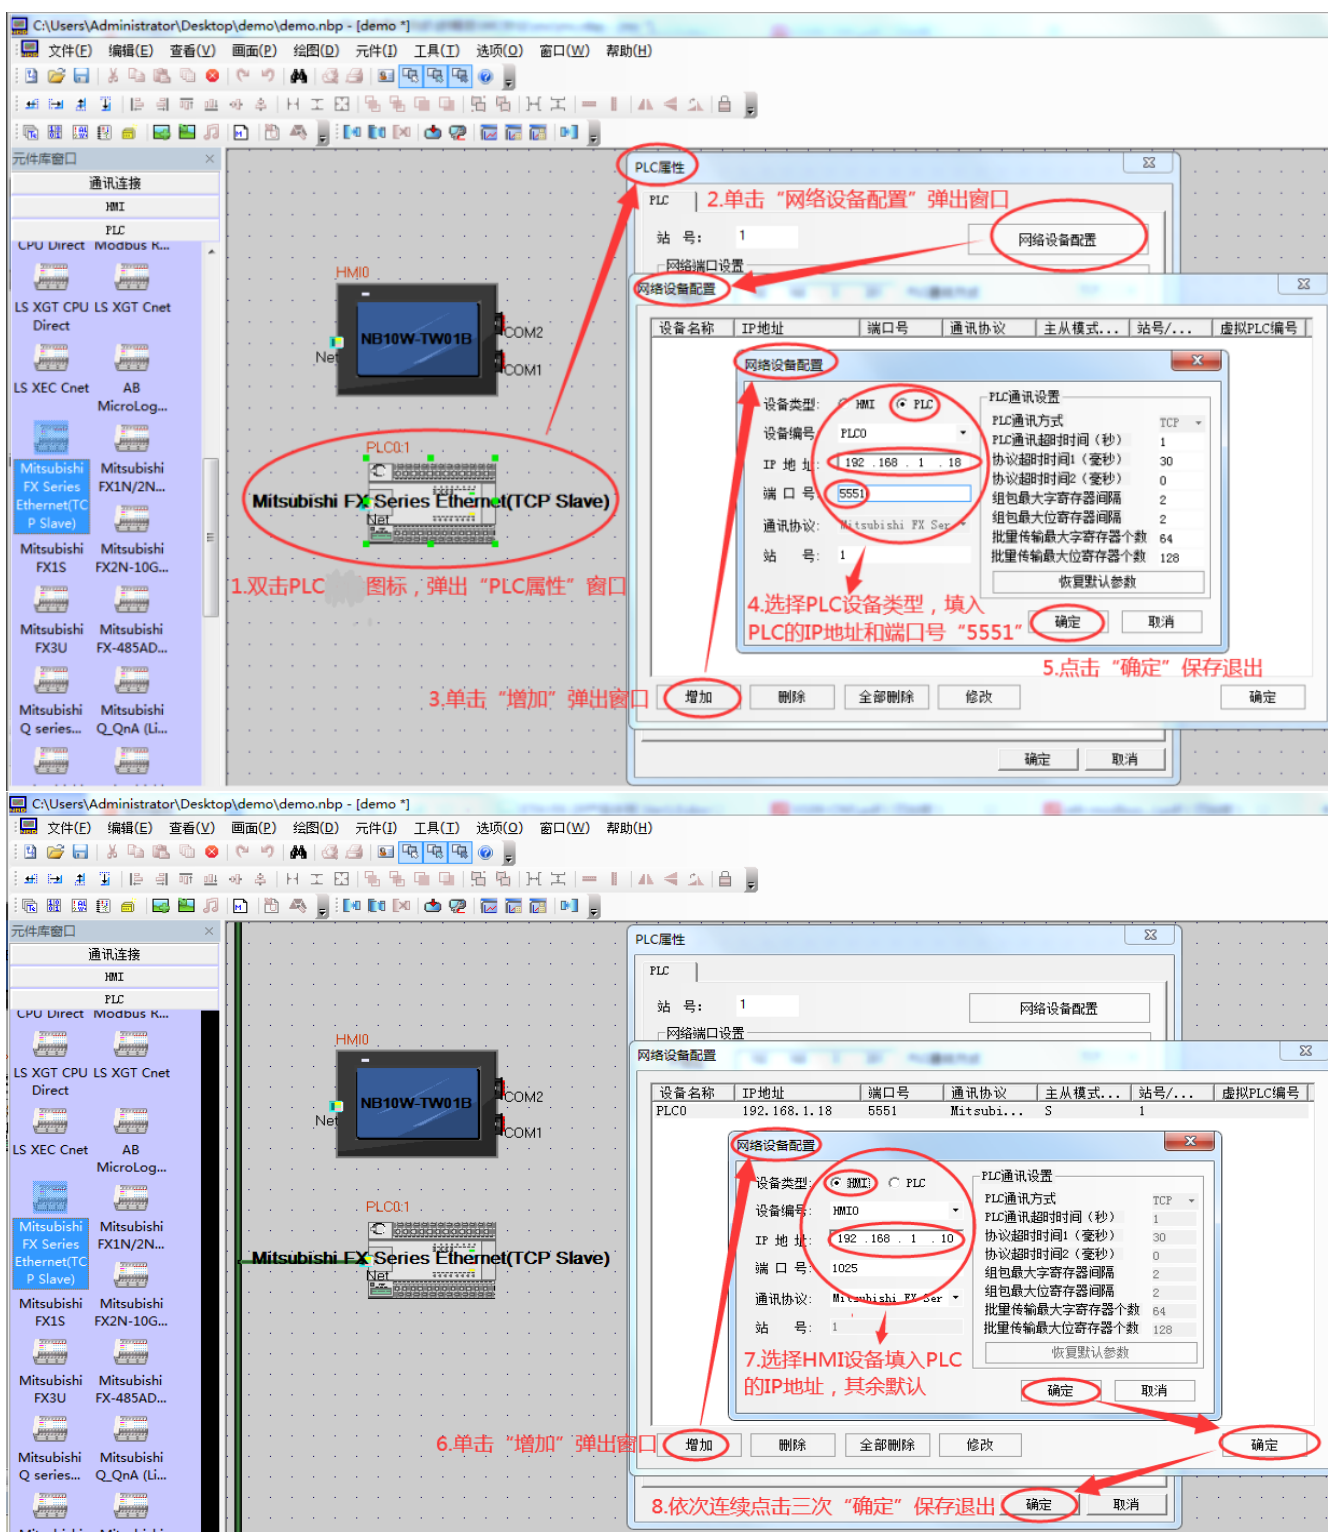 C:\Users\Administrator\Desktop\demo\demo.nbp - [demo *]
文件(F) 编辑(E) 查看(V) 画面(P) 绘图(D) 元件(I) 工具(T) 选项(O) 窗口(W) 帮助(H)
元件库窗口
通讯连接
HMI
PLC
CPU Direct Modbus R...
LS XGT CPU Direct
LS XGT Cnet
LS XEC Cnet
AB MicroLog...
Mitsubishi FX Series Ethernet(TCP Slave)
Mitsubishi FX1N/2N...
Mitsubishi FX1S
Mitsubishi FX2N-10G...
Mitsubishi FX3U
Mitsubishi FX-485AD...
Mitsubishi Q series...
Mitsubishi Q_QnA (Li...
HMI0
NB10W-TW01B
COM2
COM1
Net
PLC0:1
Mitsubishi FX Series Ethernet(TCP Slave)
Net
1.双击PLC 图标，弹出“PLC属性”窗口
PLC属性
PLC
2.单击“网络设备配置”弹出窗口
站 号: 1
网络设备配置
网络端口设置
网络设备配置
设备名称 IP地址 端口号 通讯协议 主从模式... 站号/... 虚拟PLC编号
网络设备配置
设备类型: HMI PLC
设备编号 PLC0
IP 地 址: 192 .168 . 1 . 18
端 口 号 5551
通讯协议: Mitsubishi FX Ser
站 号: 1
PLC通讯设置
PLC通讯方式 TCP
PLC通讯超时时间（秒） 1
协议超时时间1（毫秒） 30
协议超时时间2（毫秒） 0
组包最大字寄存器间隔 2
组包最大位寄存器间隔 2
批里传输最大字寄存器个数 64
批里传输最大位寄存器个数 128
恢复默认参数
确定 取消
4.选择PLC设备类型，填入
PLC的IP地址和端口号“5551”
5.点击“确定”保存退出
3.单击“增加”弹出窗口
增加 删除 全部删除 修改 确定
确定 取消
C:\Users\Administrator\Desktop\demo\demo.nbp - [demo *]
文件(F) 编辑(E) 查看(V) 画面(P) 绘图(D) 元件(I) 工具(T) 选项(O) 窗口(W) 帮助(H)
元件库窗口
通讯连接
HMI
PLC
CPU Direct Modbus R...
LS XGT CPU Direct
LS XGT Cnet
LS XEC Cnet
AB MicroLog...
Mitsubishi FX Series Ethernet(TCP Slave)
Mitsubishi FX1N/2N...
Mitsubishi FX1S
Mitsubishi FX2N-10G...
Mitsubishi FX3U
Mitsubishi FX-485AD...
Mitsubishi Q series...
Mitsubishi Q_QnA (Li...
HMI0
NB10W-TW01B
COM2
COM1
Net
PLC0:1
Mitsubishi FX Series Ethernet(TCP Slave)
Net
PLC属性
PLC
站 号: 1
网络设备配置
网络端口设置
网络设备配置
设备名称 IP地址 端口号 通讯协议 主从模式... 站号/... 虚拟PLC编号
PLC0 192.168.1.18 5551 Mitsubi... S 1
网络设备配置
设备类型: HMI PLC
设备编号: HMI0
IP 地 址: 192 .168 . 1 . 10
端 口 号: 1025
通讯协议: Mitsubishi FX Ser
站 号: 1
PLC通讯设置
PLC通讯方式 TCP
PLC通讯超时时间（秒） 1
协议超时时间1（毫秒） 30
协议超时时间2（毫秒） 0
组包最大字寄存器间隔 2
组包最大位寄存器间隔 2
批里传输最大字寄存器个数 64
批里传输最大位寄存器个数 128
恢复默认参数
确定 取消
7.选择HMI设备填入PLC
的IP地址，其余默认
6.单击“增加”弹出窗口
增加 删除 全部删除 修改 确定
8.依次连续点击三次“确定”保存退出
确定 取消